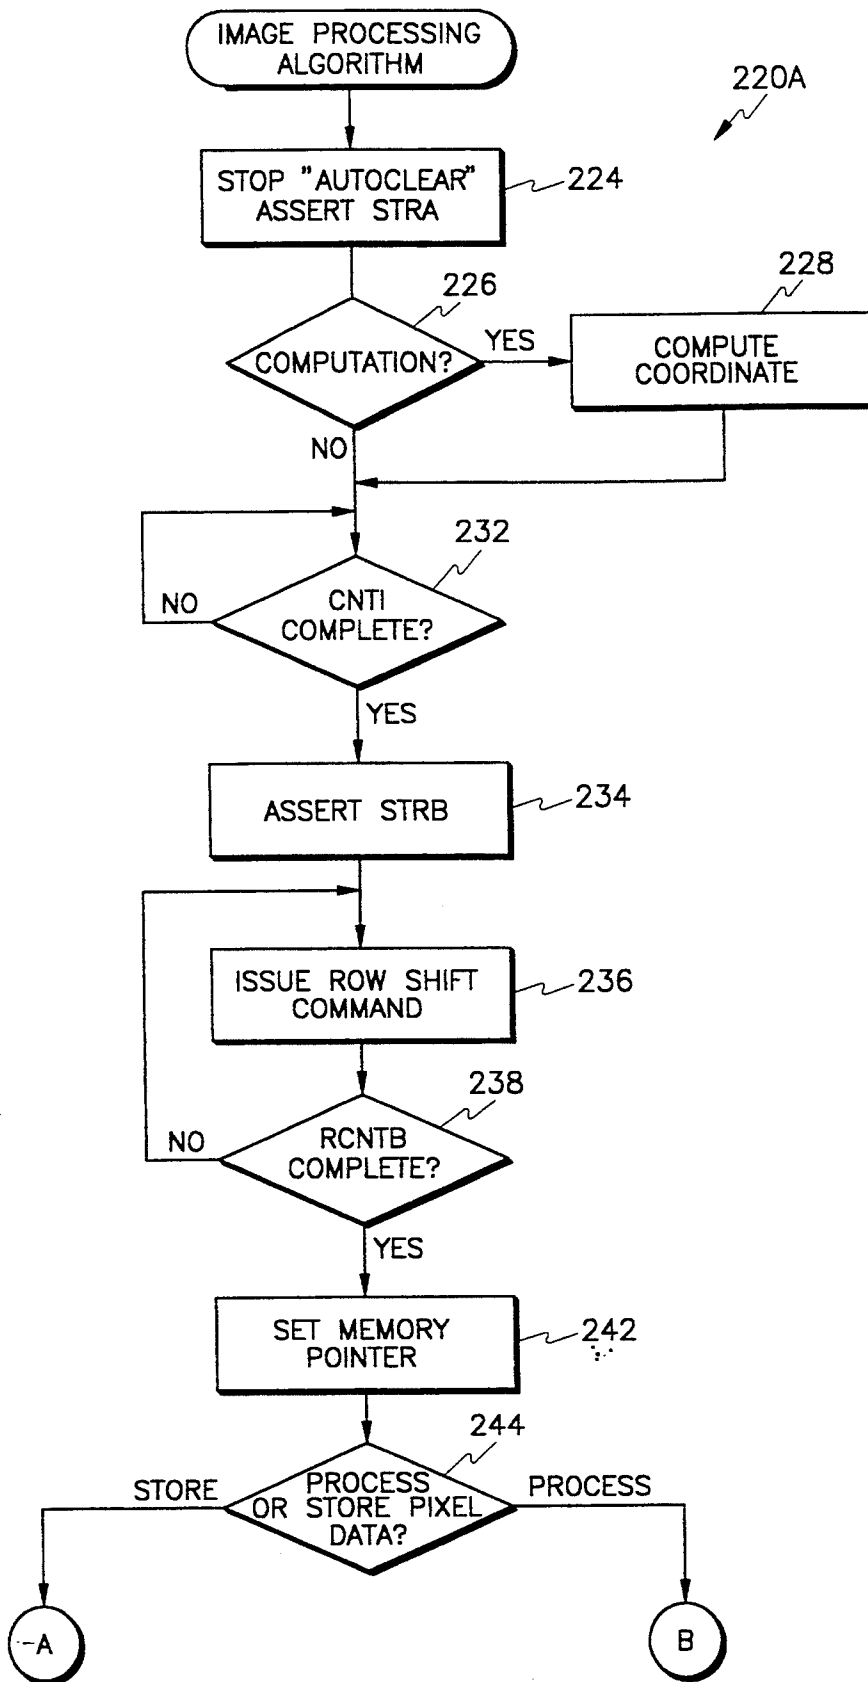 IMAGE PROCESSING
ALGORITHM
220A
STOP "AUTOCLEAR"
ASSERT STRA
224
226
COMPUTATION?
YES
228
COMPUTE
COORDINATE
NO
232
CNTI
COMPLETE?
NO
YES
ASSERT STRB
234
ISSUE ROW SHIFT
COMMAND
236
238
RCNTB
COMPLETE?
NO
YES
SET MEMORY
POINTER
242
244
STORE
PROCESS
OR STORE PIXEL
DATA?
PROCESS
A
B